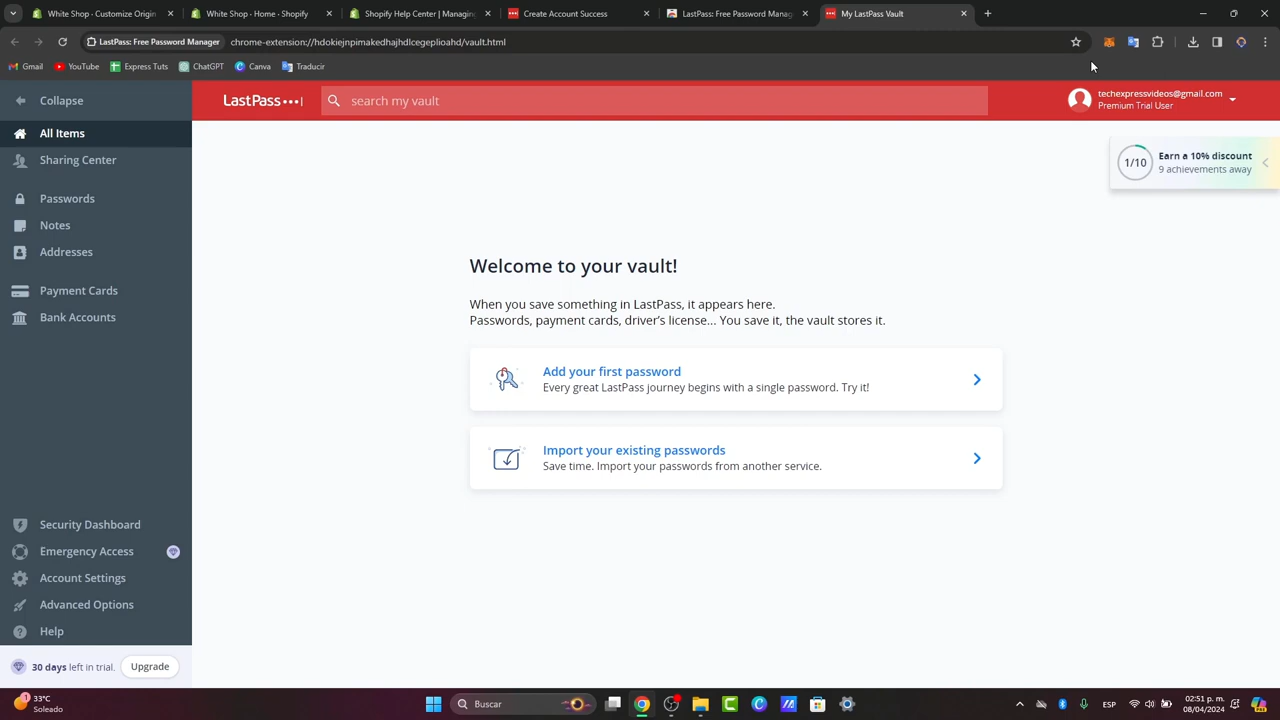 White Shop - Customize Origin
White Shop - Home - Shopify
Shopify Help Center | Managing
Create Account Success
LastPass: Free Password Manag
My LastPass Vault
LastPass: Free Password Manager
chrome-extension://hdokiejnpimakedhajhdlcegeplioahd/vault.html
Gmail
YouTube
Express Tuts
ChatGPT
Canva
Traducir
Collapse
LastPass
search my vault
techexpressvideos@gmail.com
Premium Trial User
All Items
Sharing Center
Passwords
Notes
Addresses
Payment Cards
Bank Accounts
1/10
Earn a 10% discount
9 achievements away
Welcome to your vault!
When you save something in LastPass, it appears here.
Passwords, payment cards, driver's license... You save it, the vault stores it.
Add your first password
Every great LastPass journey begins with a single password. Try it!
Import your existing passwords
Save time. Import your passwords from another service.
Security Dashboard
Emergency Access
Account Settings
Advanced Options
Help
30 days left in trial.
Upgrade
33°C
Soleado
Buscar
ESP
02:51 p. m.
08/04/2024